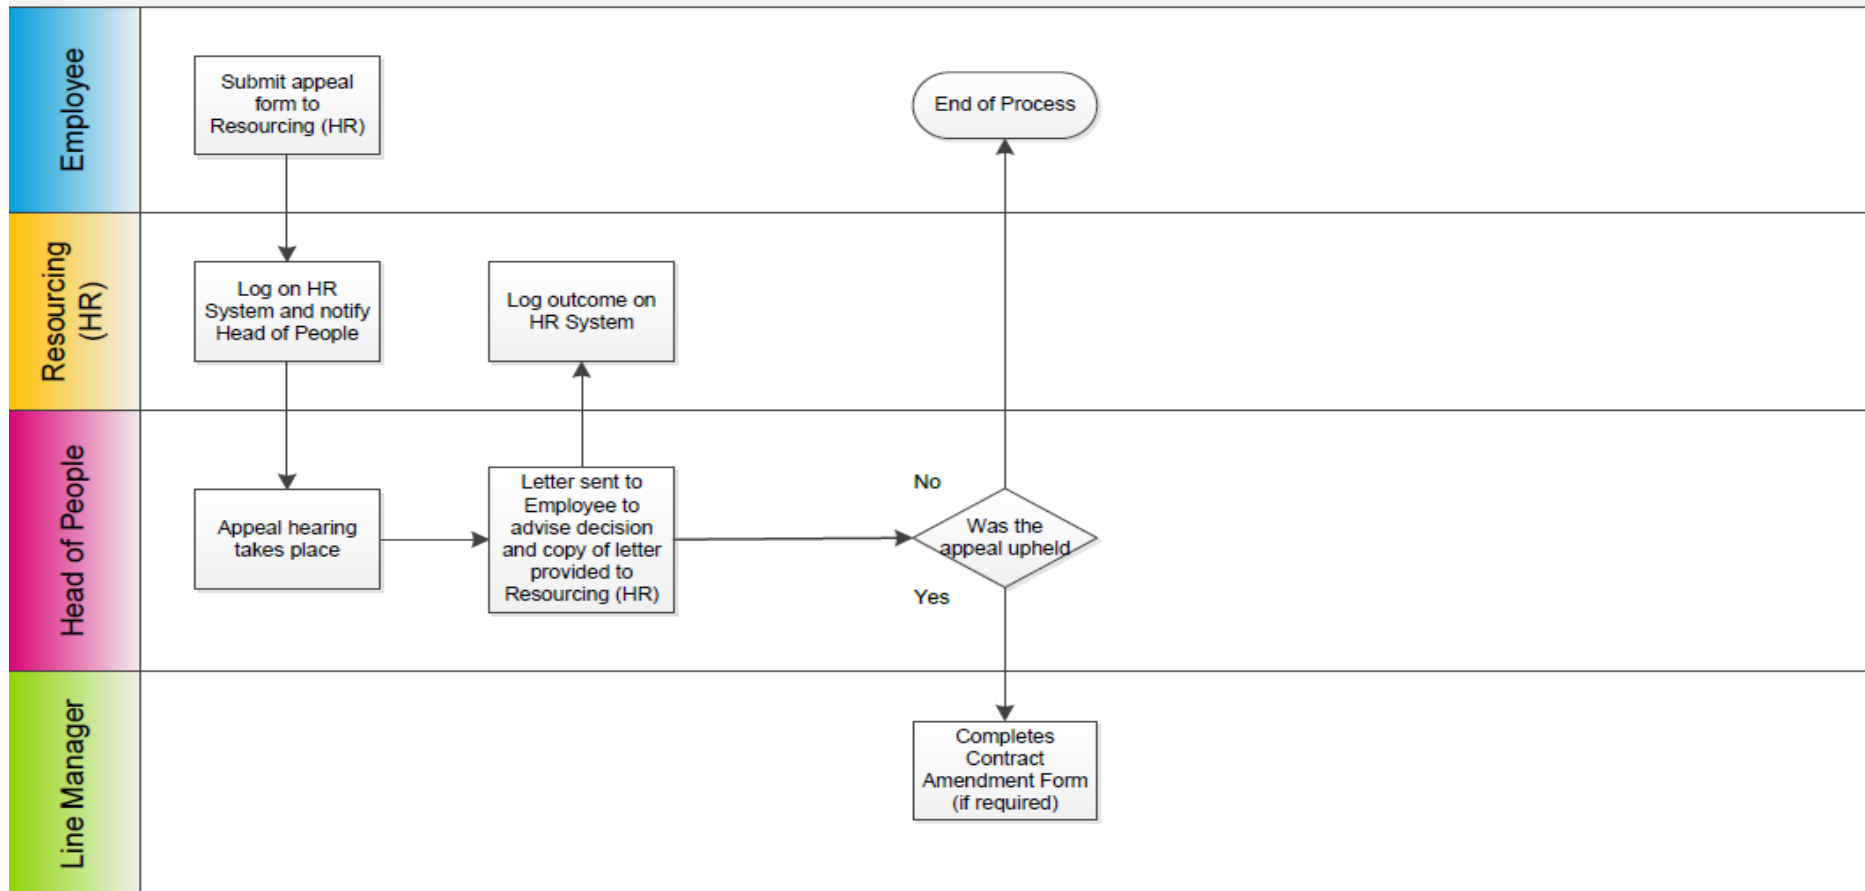 Employee
Submit appeal
form to
Resourcing (HR)
End of Process
Resourcing
(HR)
Log on HR
System and notify
Head of People
Log outcome on
HR System
Head of People
Appeal hearing
takes place
Letter sent to
Employee to
advise decision
and copy of letter
provided to
Resourcing (HR)
No
Was the
appeal upheld
Yes
Line Manager
Completes
Contract
Amendment Form
(if required)